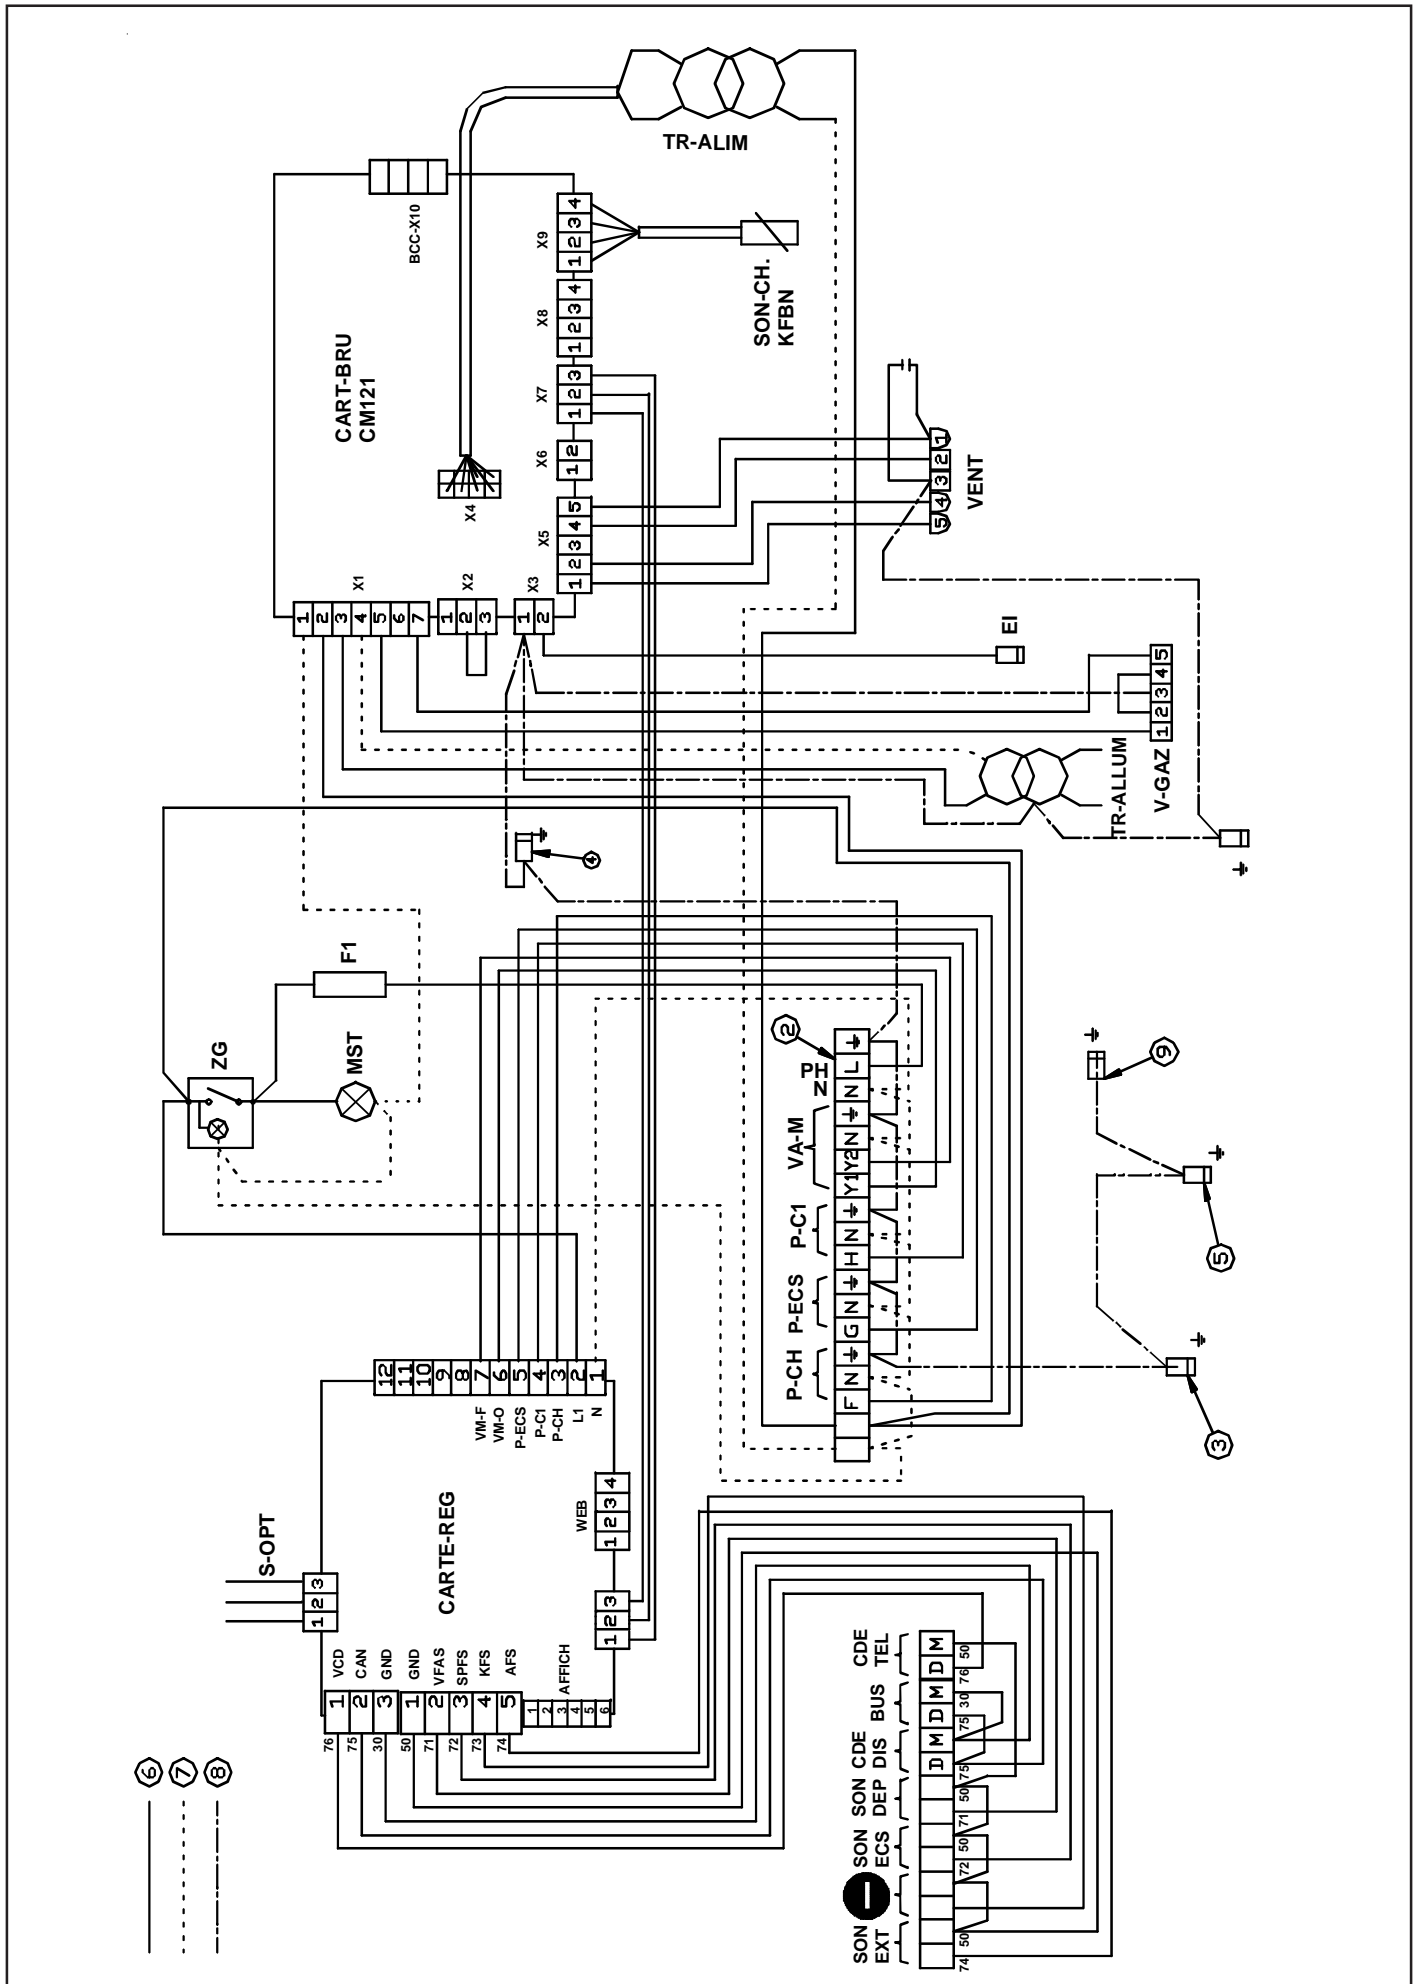 TR-ALIM
BCC-X10
X9
1 2 3 4
SON-CH.
KFBN
X8
1 2 3 4
CART-BRU
CM121
X7
1 2 3
X6
1 2
X4
X5
1 2 3 4 5
VENT
5 4 3 2 1
X1
1
2
3
4
5
6
7
X2
1
2
3
X3
1
2
EI
V-GAZ
1 2 3 4 5
TR-ALLUM
4
F1
ZG
MST
2
PH
N
VA-M
P-C1
P-ECS
P-CH
F N G N H N Y1 Y2 N N L
9
5
3
12
11
10
9
8
7
6
5
4
3
2
1
VM-F
VM-O
P-ECS
P-C1
P-CH
L1
N
S-OPT
1 2 3
CARTE-REG
WEB
1 2 3 4
1 2 3
VCD
CAN
GND
1
2
3
76
75
30
GND
VFAS
SPFS
KFS
AFS
1
2
3
4
5
50
71
72
73
74
AFFICH
1
2
3
4
5
6
6
7
8
CDE
TEL
BUS
CDE
DIS
SON
DEP
SON
ECS
1
SON
EXT
D M D M D M
74 50 72 50 71 50 75 75 30 76 50